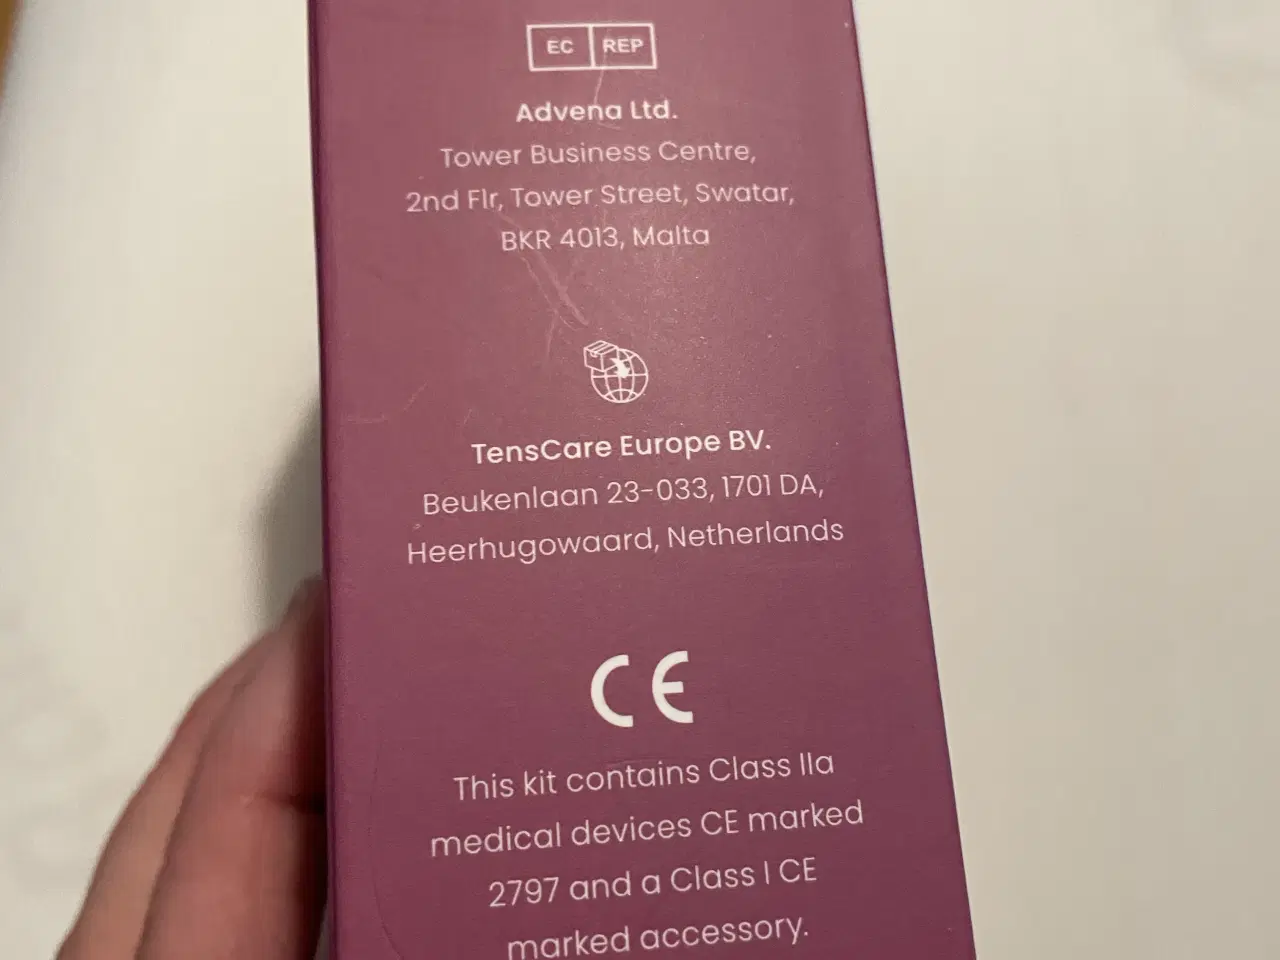 EC REP
Advena Ltd.
Tower Business Centre,
2nd Flr, Tower Street, Swatar,
BKR 4013, Malta
TensCare Europe BV.
Beukenlaan 23-033, 1701 DA,
Heerhugowaard, Netherlands
CE
This kit contains Class IIa
medical devices CE marked
2797 and a Class I CE
marked accessory.